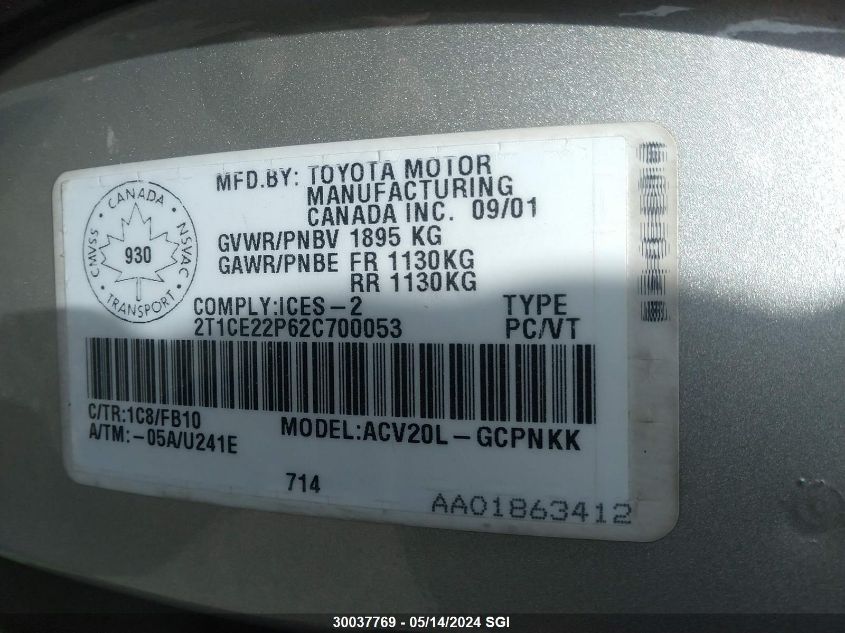 CANADA
CMVSS
NSVAC
930
TRANSPORT
MFD.BY: TOYOTA MOTOR
MANUFACTURING
CANADA INC. 09/01
GVWR/PNBV 1895 KG
GAWR/PNBE FR 1130KG
RR 1130KG
COMPLY:ICES-2 TYPE
2T1CE22P62C700053 PC/VT
C/TR:1C8/FB10
A/TM:-05A/U241E
MODEL:ACV20L-GCPNKK
714
AA01863412
30037769 - 05/14/2024 SGI